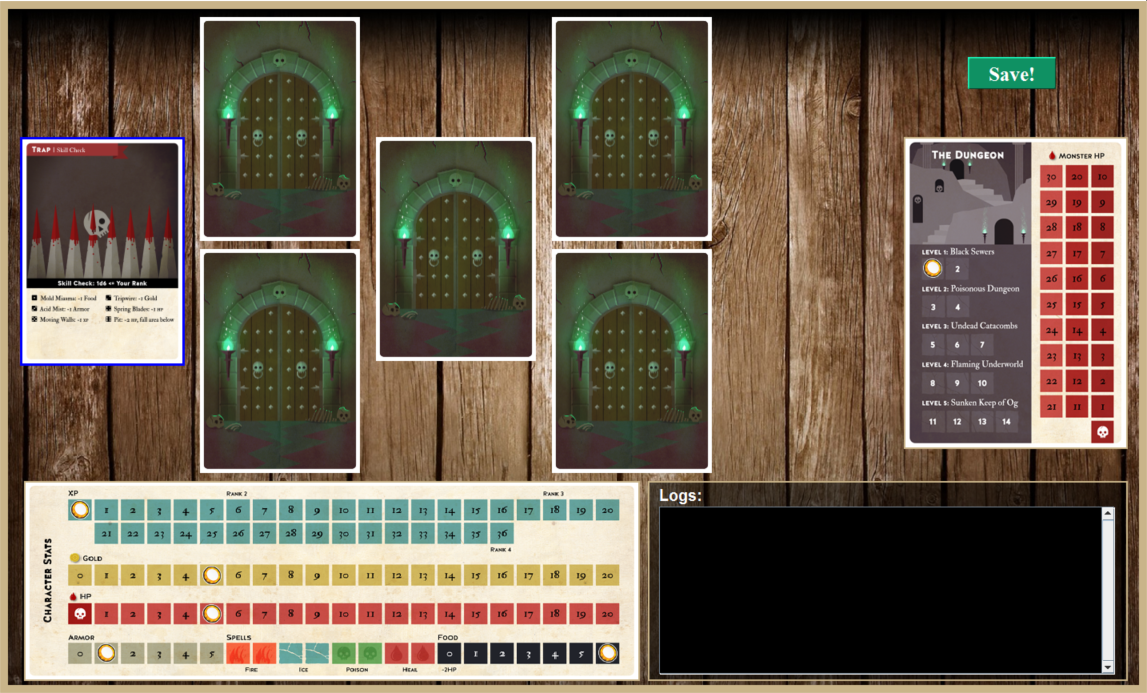 Save!
TRAP | Skill Check
Skill Check: 1d6 <= Your Rank
Mold Miasma: -1 Food
Tripwire: -1 Gold
Acid Mist: -1 Armor
Spring Blades: -1 HP
Moving Walls: -1 XP
Pit: -2 HP, fall area below
THE DUNGEON
LEVEL 1: Black Sewers
2
LEVEL 2: Poisonous Dungeon
3 4
LEVEL 3: Undead Catacombs
5 6 7
LEVEL 4: Flaming Underworld
8 9 10
LEVEL 5: Sunken Keep of Og
11 12 13 14
MONSTER HP
30 20 10
29 19 9
28 18 8
27 17 7
26 16 6
25 15 5
24 14 4
23 13 3
22 12 2
21 11 1
CHARACTER STATS
XP RANK 2 RANK 3
1 2 3 4 5 6 7 8 9 10 11 12 13 14 15 16 17 18 19 20
21 22 23 24 25 26 27 28 29 30 31 32 33 34 35 36
RANK 4
GOLD
0 1 2 3 4 6 7 8 9 10 11 12 13 14 15 16 17 18 19 20
HP
1 2 3 4 6 7 8 9 10 11 12 13 14 15 16 17 18 19 20
ARMOR SPELLS FOOD
0 2 3 4 5 0 1 2 3 4 5
FIRE ICE POISON HEAL -2HP
Logs: